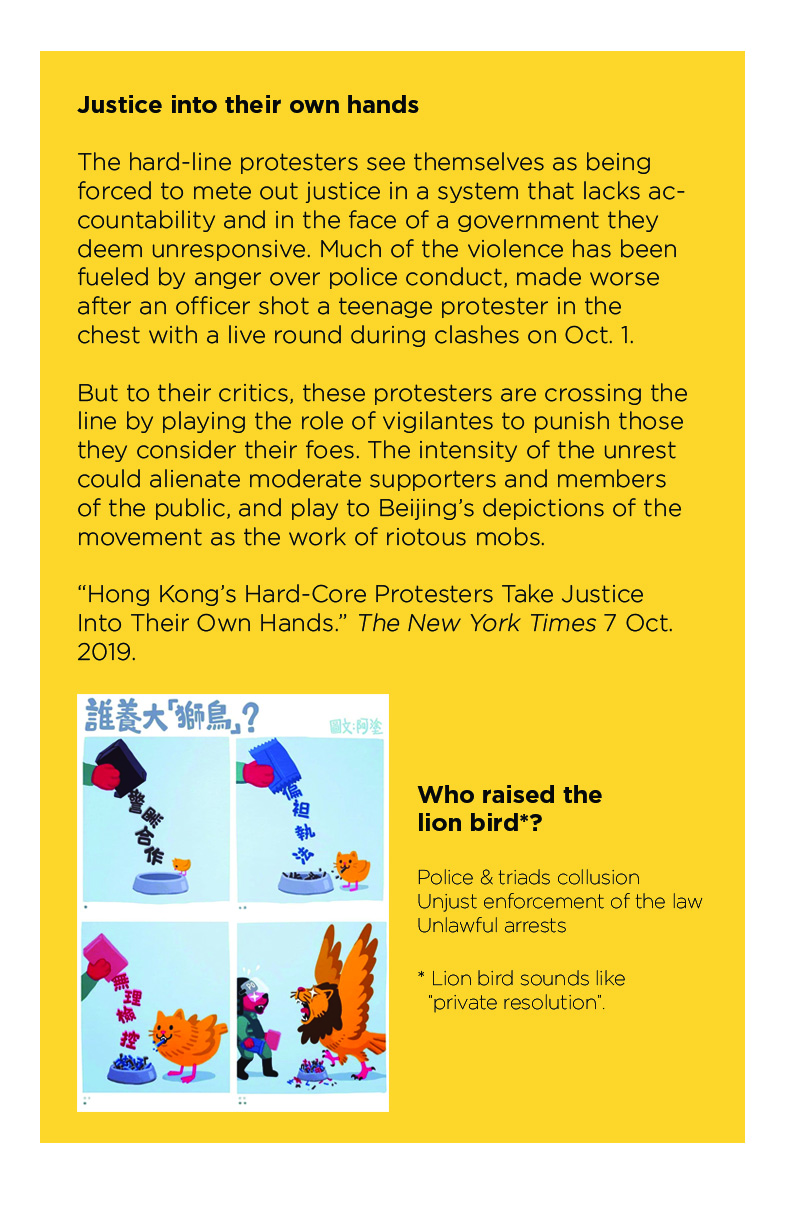 Justice into their own hands
The hard-line protesters see themselves as being
forced to mete out justice in a system that lacks ac-
countability and in the face of a government they
deem unresponsive. Much of the violence has been
fueled by anger over police conduct, made worse
after an officer shot a teenage protester in the
chest with a live round during clashes on Oct. 1.
But to their critics, these protesters are crossing the
line by playing the role of vigilantes to punish those
they consider their foes. The intensity of the unrest
could alienate moderate supporters and members
of the public, and play to Beijing’s depictions of the
movement as the work of riotous mobs.
“Hong Kong’s Hard-Core Protesters Take Justice
Into Their Own Hands.” The New York Times 7 Oct.
2019.
誰養大「獅鳥」?
圖文:阿塗
警黑合作
偏袒執法
無理檢控
Who raised the
lion bird*?
Police & triads collusion
Unjust enforcement of the law
Unlawful arrests
* Lion bird sounds like
"private resolution".